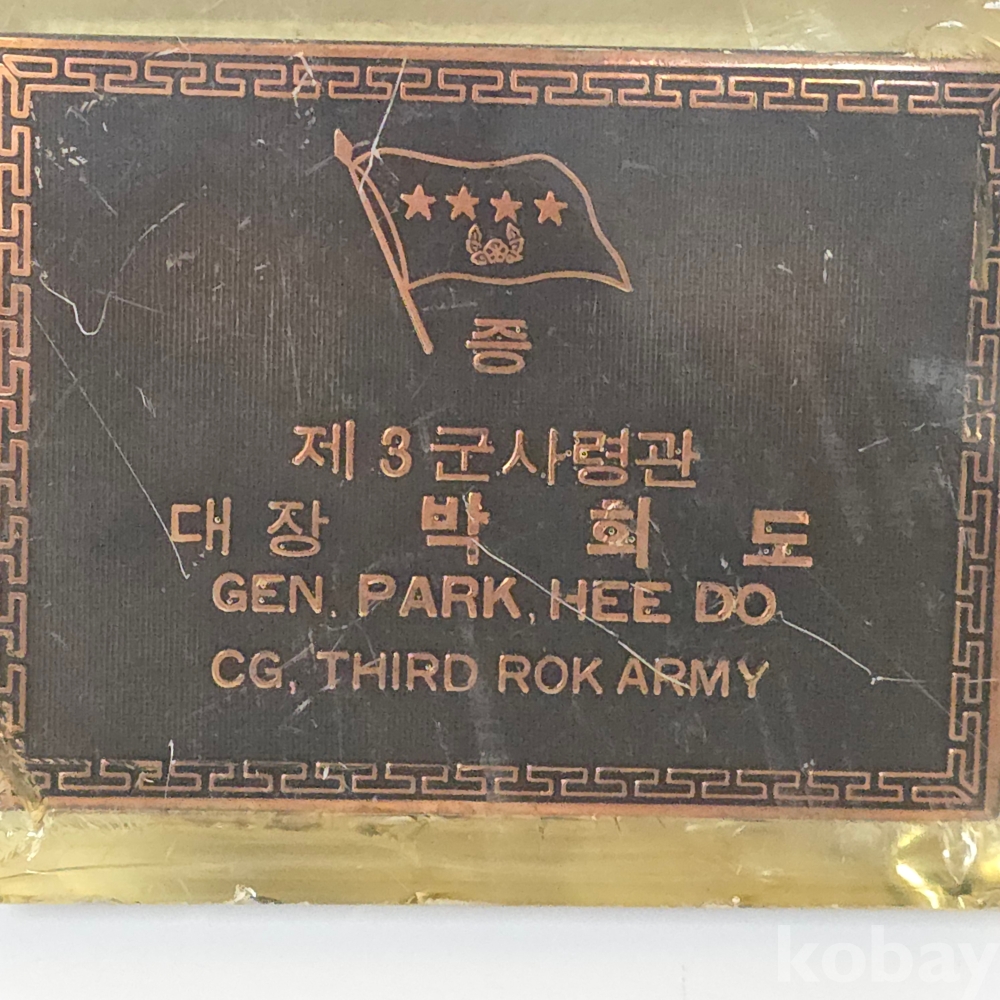 증
제 3 군사령관
대 장 박 희 도
GEN. PARK, HEE DO
CG, THIRD ROK ARMY
kobay